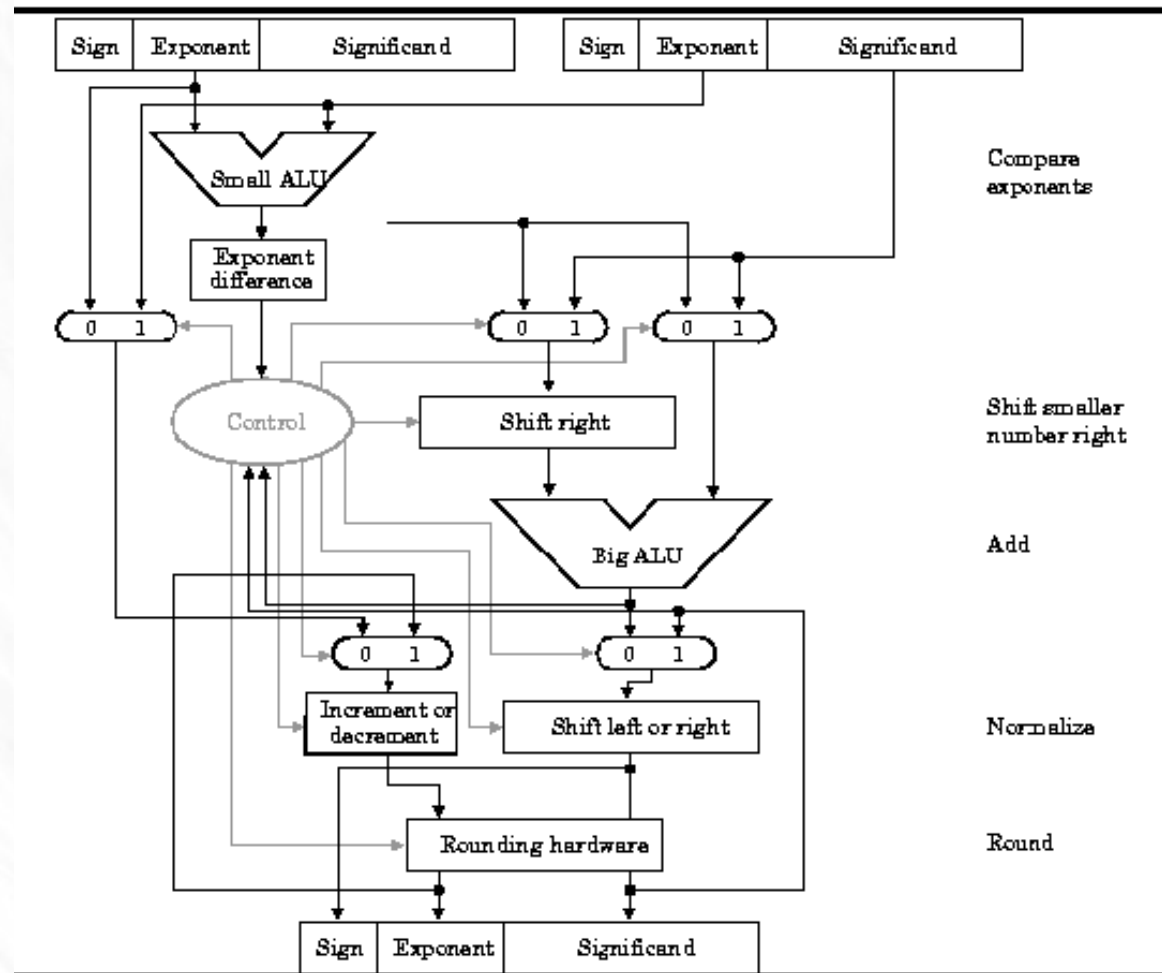 Sign Exponent Significand Sign Exponent Significand
Small ALU
Compare
exponents
Exponent
difference
0 1 0 1 0 1
Control
Shift right
Shift smaller
number right
Big ALU
Add
0 1 0 1
Increment or
decrement
Shift left or right
Normalize
Rounding hardware
Round
Sign Exponent Significand